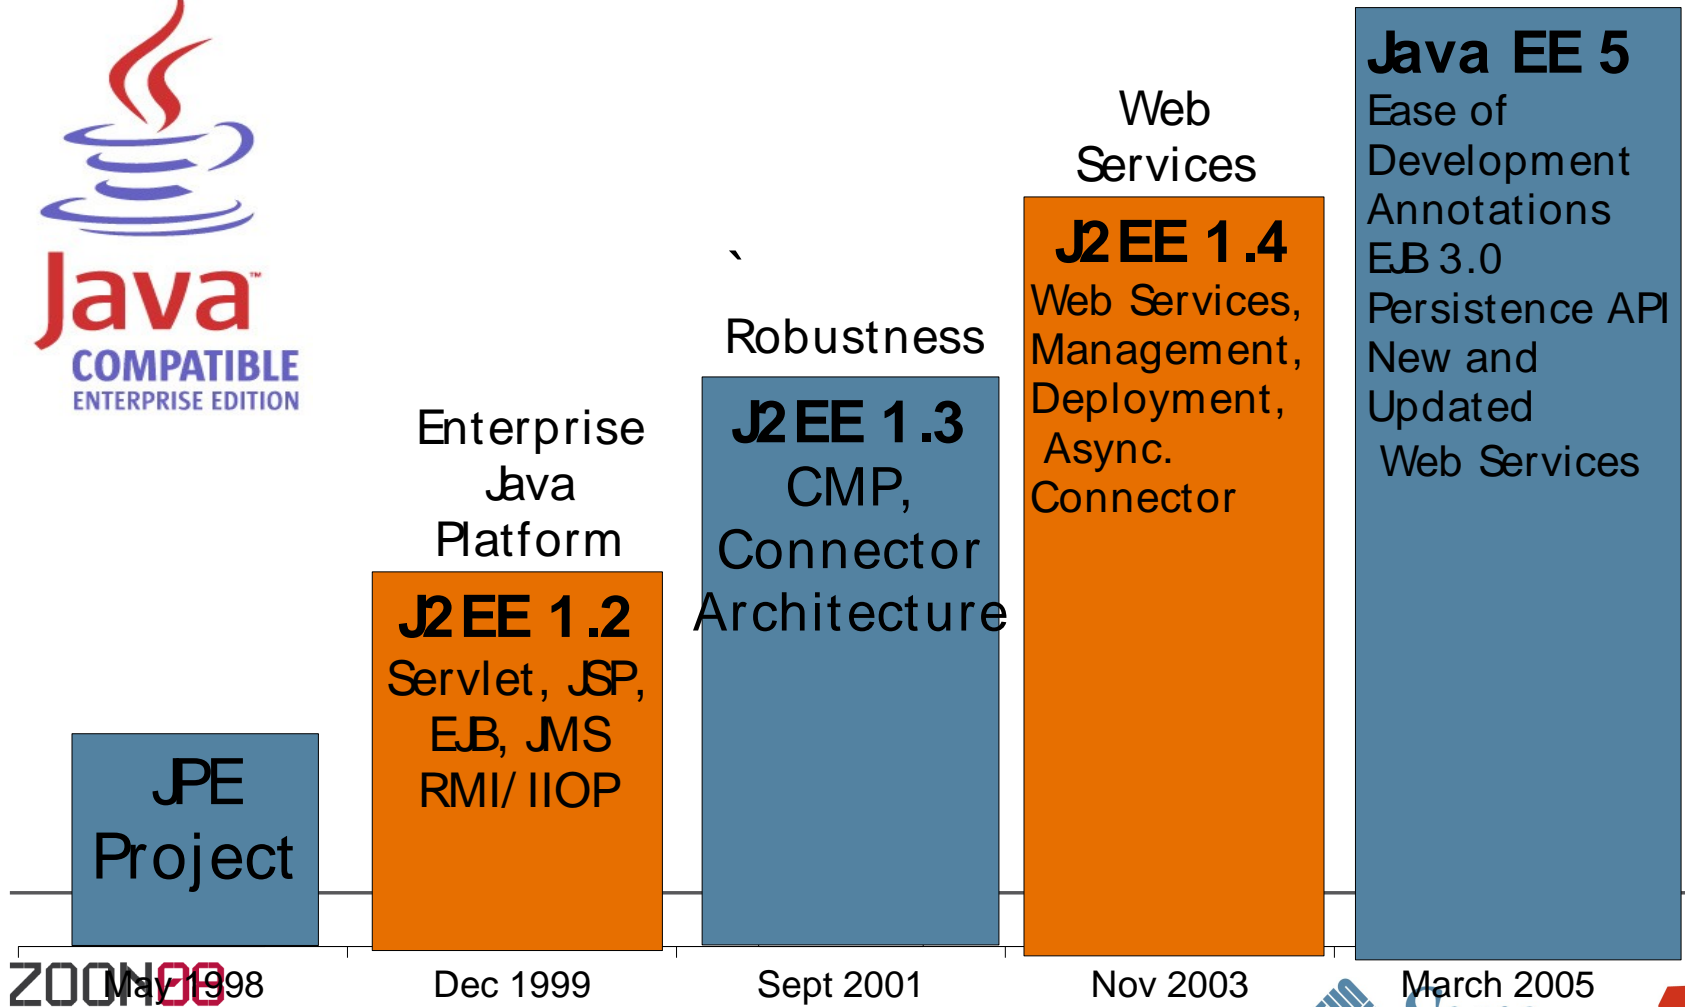 Java™
COMPATIBLE
ENTERPRISE EDITION
JPE
Project
May 1998
Enterprise
Java
Platform
J2EE 1.2
Servlet, JSP,
EJB, JMS
RMI/IIOP
Dec 1999
`
Robustness
J2EE 1.3
CMP,
Connector
Architecture
Sept 2001
Web
Services
J2EE 1.4
Web Services,
Management,
Deployment,
Async.
Connector
Nov 2003
Java EE 5
Ease of
Development
Annotations
EJB 3.0
Persistence API
New and
Updated
Web Services
March 2005